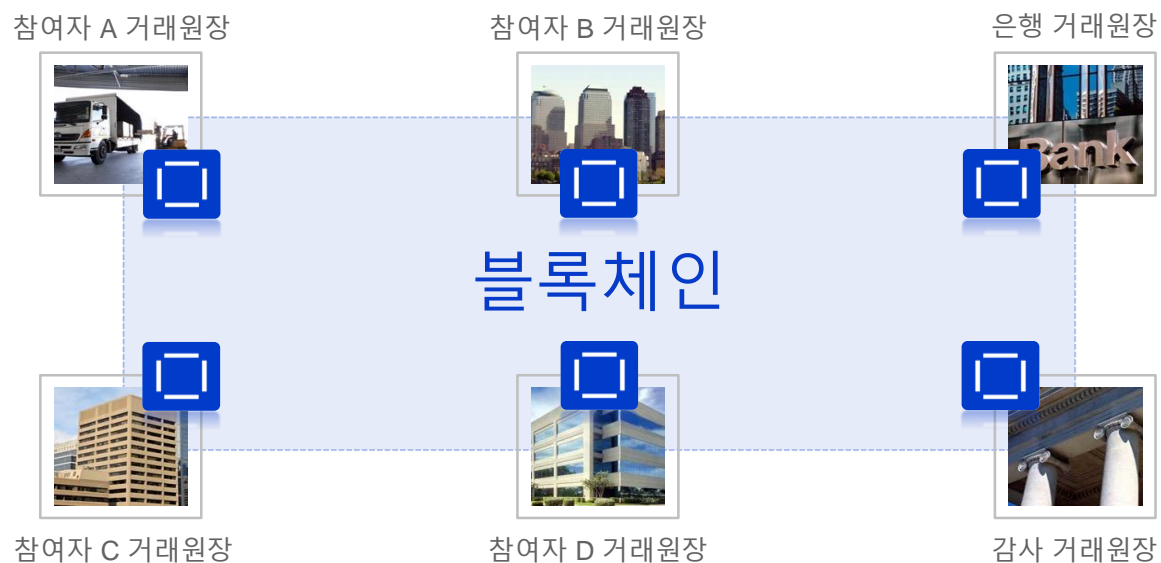 참여자 A 거래원장
참여자 B 거래원장
은행 거래원장
Bank
블록체인
참여자 C 거래원장
참여자 D 거래원장
감사 거래원장